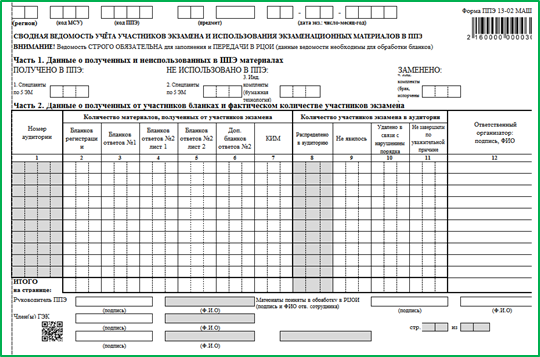 Форма ППЭ 13-02 МАШ
(регион) (код МСУ) (код ППЭ) (предмет) (дата экз.: число-месяц-год)
СВОДНАЯ ВЕДОМОСТЬ УЧЁТА УЧАСТНИКОВ ЭКЗАМЕНА И ИСПОЛЬЗОВАНИЯ ЭКЗАМЕНАЦИОННЫХ МАТЕРИАЛОВ В ППЭ
ВНИМАНИЕ! Ведомость СТРОГО ОБЯЗАТЕЛЬНА для заполнения и ПЕРЕДАЧИ В РЦОИ (данные ведомости необходимы для обработки бланков)
Часть 1. Данные о полученных и неиспользованных в ППЭ материалах
ПОЛУЧЕНО В ППЭ: НЕ ИСПОЛЬЗОВАНО В ППЭ: ЗАМЕНЕНО:
1. Спецпакеты
по 5 ЭМ
2. Спецпакеты
по 5 ЭМ
3. Инд.
комплекты
(бумажная
технология)
комплекты
(брак,
Часть 2. Данные о полученных от участников бланках и фактическом количестве участников экзамена
Номер
аудитории
Количество материалов, полученных от участников экзамена
Бланков
регистраци
и
Бланков
ответов №1
Бланков
ответов №2
лист 1
Бланков
ответов №2
лист 2
Доп.
бланков
ответов №2
КИМ
Количество участников экзамена в аудитории
Распределено
в аудиторию
Не явилось
Удалено в
связи с
нарушением
порядка
Не завершили
по
уважительной
причине
Ответственный
организатор:
подпись, ФИО
1 2 3 4 5 6 7 8 9 10 11 12
ИТОГО
на странице:
Руководитель ППЭ
(подпись) (Ф.И.О)
Материалы приняты в обработку в РЦОИ
(подпись и ФИО отв. сотрудника)
(подпись) (Ф.И.О)
Член(ы) ГЭК
(подпись) (Ф.И.О)
(подпись) (Ф.И.О)
стр. из